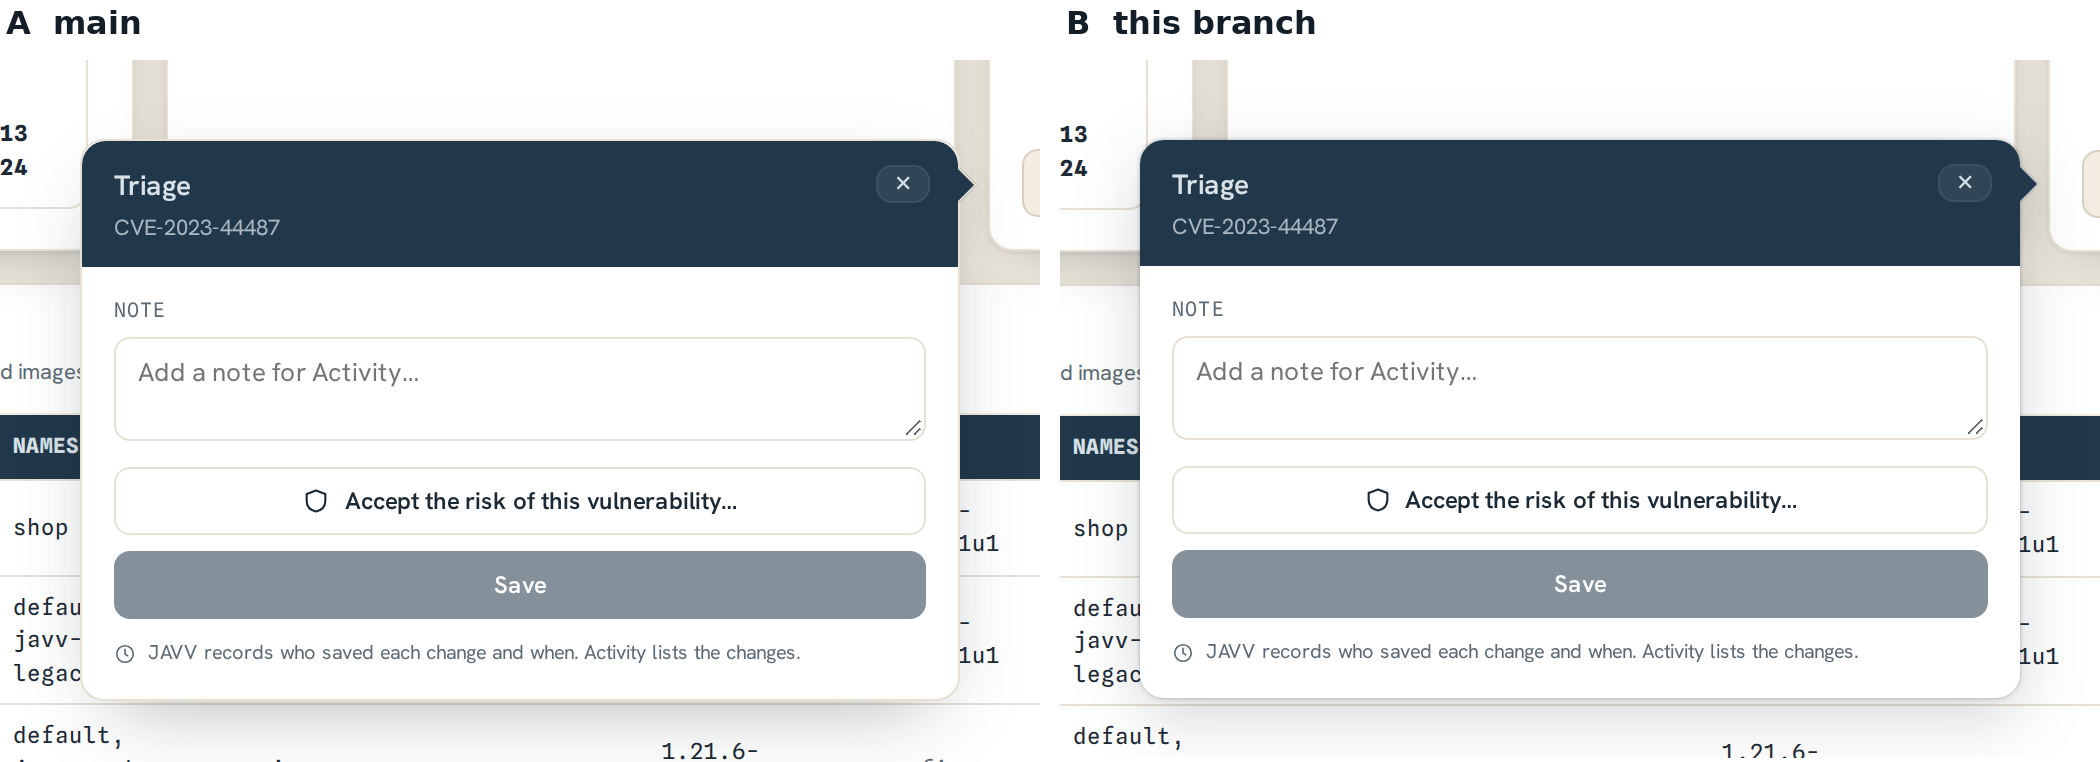 A main
13
24
Triage
CVE-2023-44487
NOTE
Add a note for Activity...
Accept the risk of this vulnerability...
Save
JAVV records who saved each change and when. Activity lists the changes.
d images
NAMES
shop
-
1u1
defau
javv-
legac
-
1u1
default,
1.21.6-
B this branch
13
24
Triage
CVE-2023-44487
NOTE
Add a note for Activity...
Accept the risk of this vulnerability...
Save
JAVV records who saved each change and when. Activity lists the changes.
d images
NAMES
shop
-
1u1
defau
javv-
legac
-
1u1
default,
1.21.6-